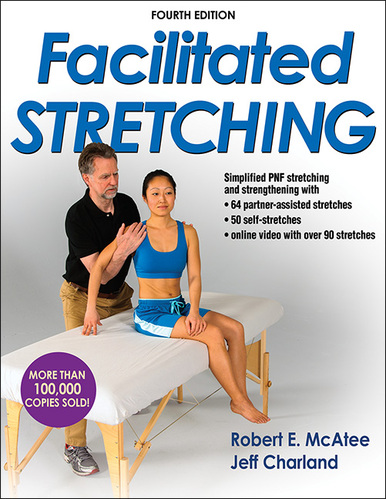 FOURTH EDITION
Facilitated
STRETCHING
Simplified PNF stretching
and strengthening with
• 64 partner-assisted stretches
• 50 self-stretches
• online video with over 90 stretches
MORE THAN
100,000
COPIES SOLD!
Robert E. McAtee
Jeff Charland